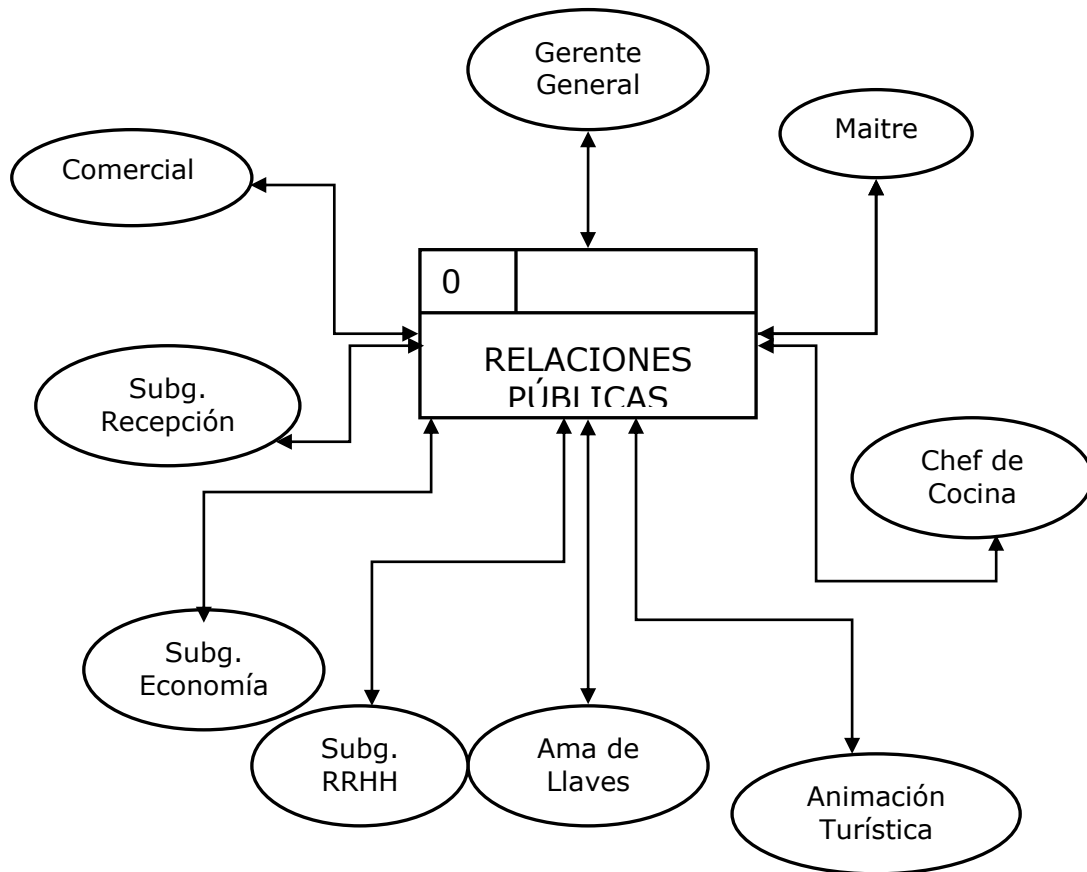 Gerente
General
Maitre
Comercial
0
RELACIONES
PÚBLICAS
Subg.
Recepción
Chef de
Cocina
Subg.
Economía
Subg.
RRHH
Ama de
Llaves
Animación
Turística